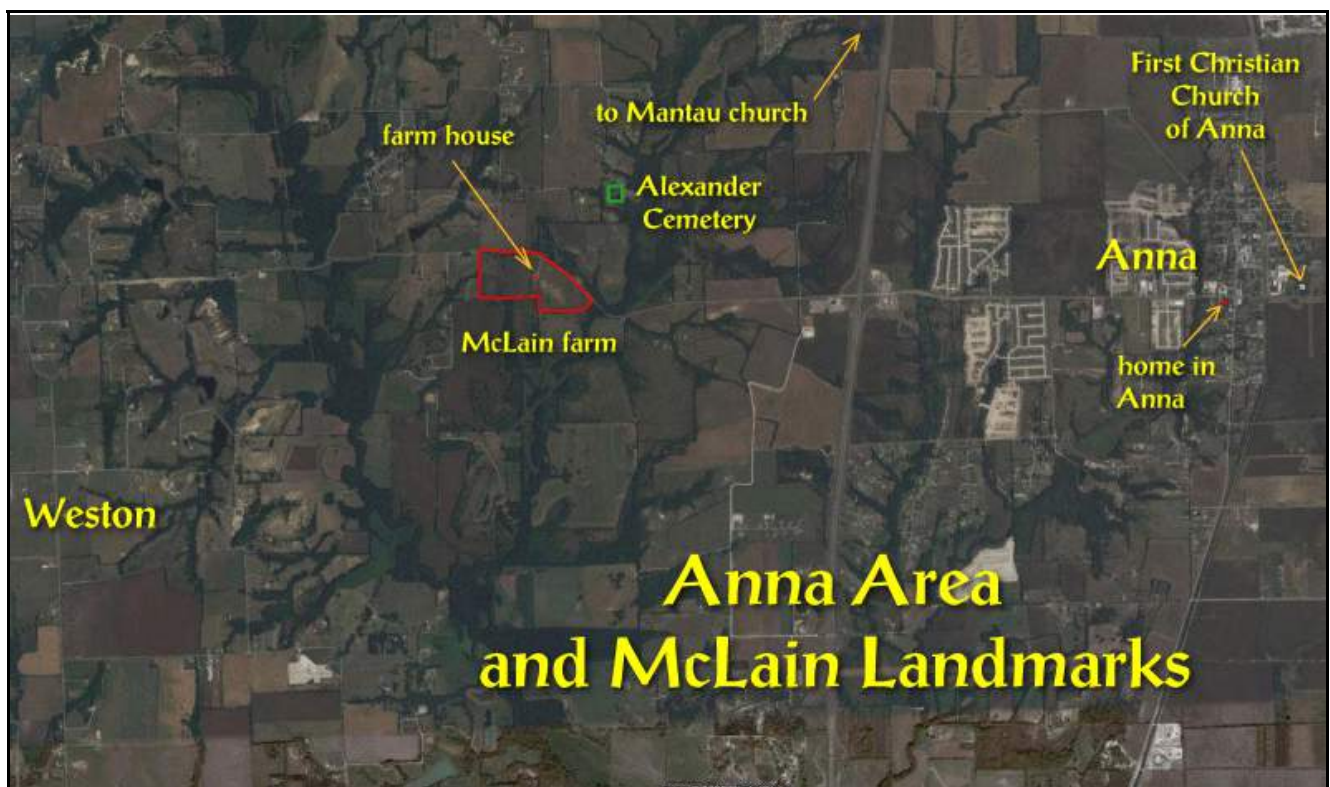 to Mantau church
First Christian
Church
of Anna
farm house
Alexander
Cemetery
Anna
McLain farm
home in
Anna
Weston
Anna Area
and McLain Landmarks